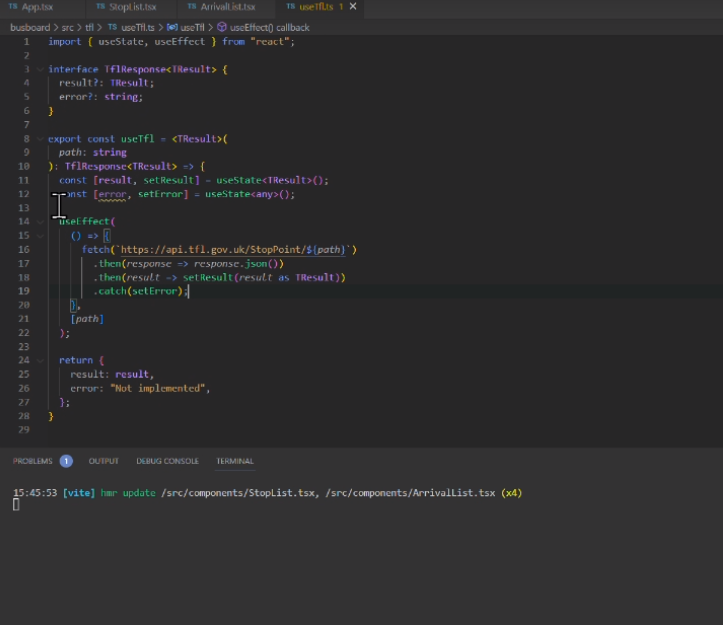 TS App.tsx TS StopList.tsx TS ArrivalList.tsx TS useTfl.ts 1 ×
busboard > src > tfl > TS useTfl.ts > useTfl > useEffect() callback
1 import { useState, useEffect } from "react";
2
3 interface TflResponse<TResult> {
4 result?: TResult;
5 error?: string;
6 }
7
8 export const useTfl = <TResult>(
9 path: string
10 ): TflResponse<TResult> => {
11 const [result, setResult] = useState<TResult>();
12 const [error, setError] = useState<any>();
13
14 useEffect(
15 () => {
16 fetch(`https://api.tfl.gov.uk/StopPoint/${path}`)
17 .then(response => response.json())
18 .then(result => setResult(result as TResult))
19 .catch(setError);
20 },
21 [path]
22 );
23
24 return {
25 result: result,
26 error: "Not implemented",
27 };
28 }
29
PROBLEMS 1 OUTPUT DEBUG CONSOLE TERMINAL
15:45:53 [vite] hmr update /src/components/StopList.tsx, /src/components/ArrivalList.tsx (x4)